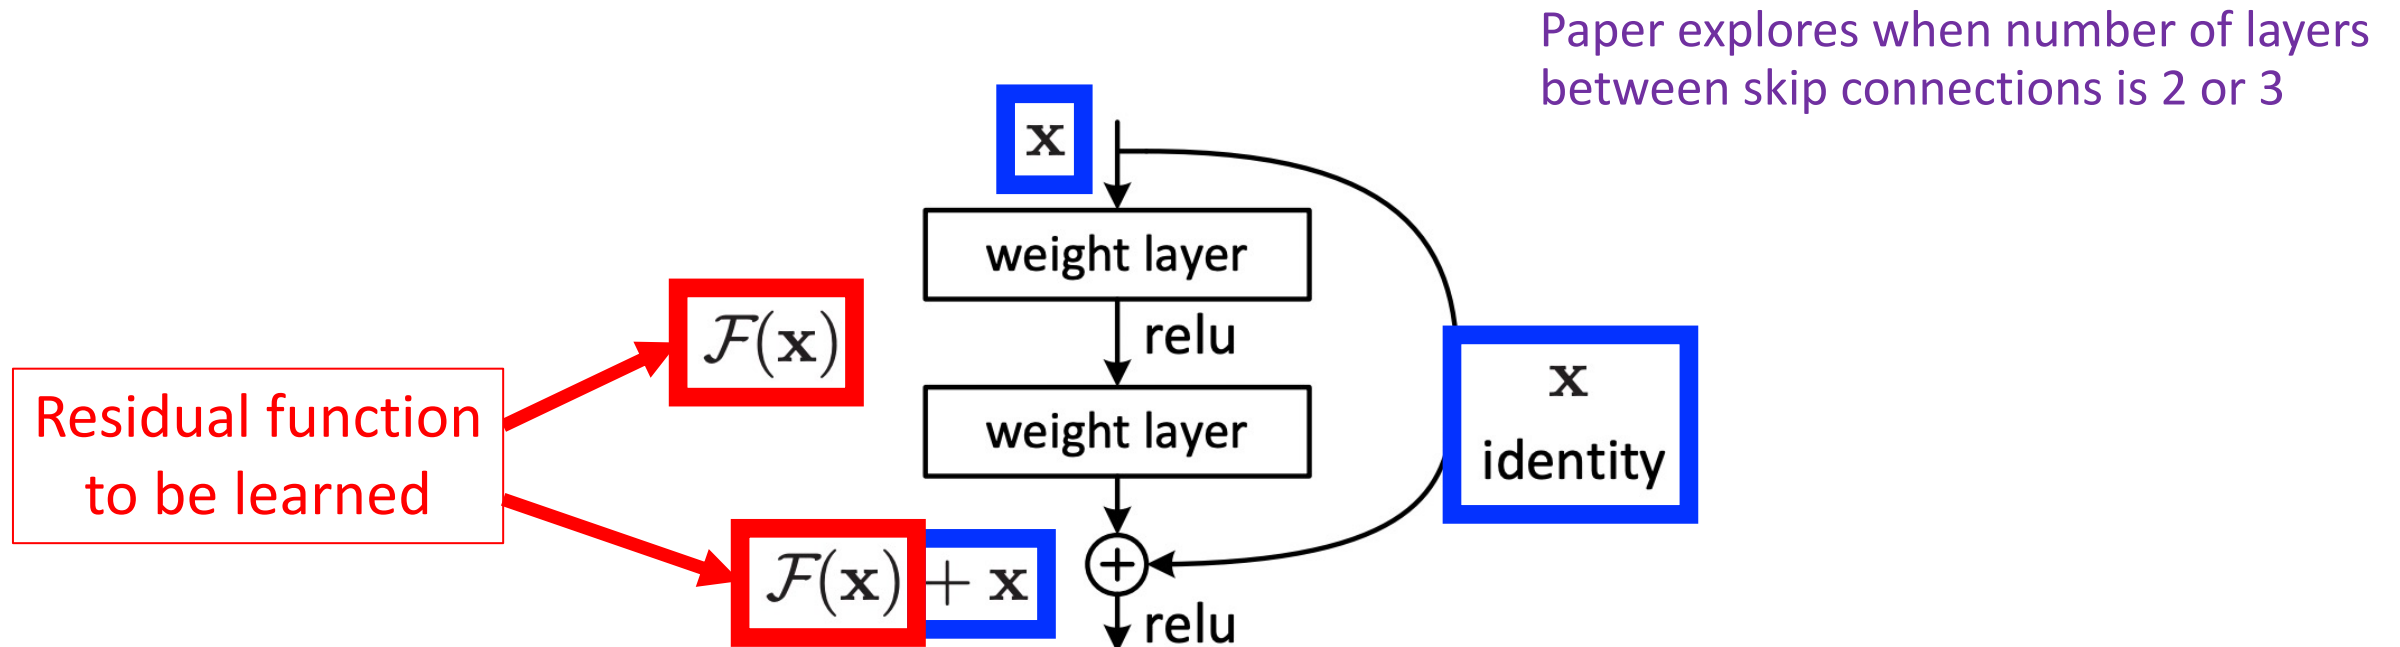 Paper explores when number of layers
between skip connections is 2 or 3
x
weight layer
relu
F(x)
x
identity
Residual function
to be learned
weight layer
F(x) + x
+
relu